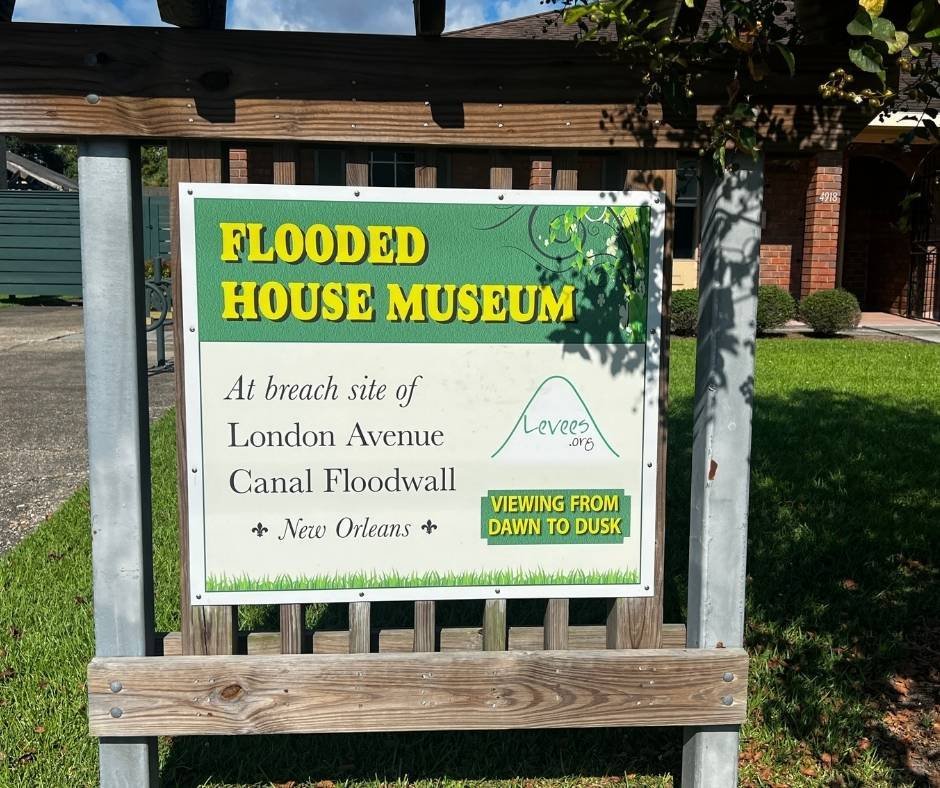 4918
FLOODED
HOUSE MUSEUM
At breach site of
London Avenue
Canal Floodwall
⚜ New Orleans ⚜
Levees
.org
VIEWING FROM
DAWN TO DUSK